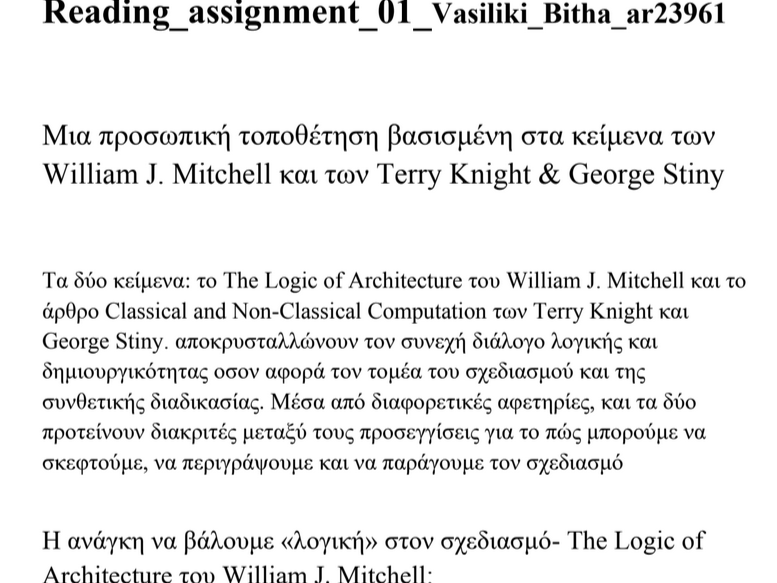 Reading_assignment_01_Vasiliki_Bitha_ar23961
Μια προσωπική τοποθέτηση βασισμένη στα κείμενα των
William J. Mitchell και των Terry Knight & George Stiny
Τα δύο κείμενα: το The Logic of Architecture του William J. Mitchell και το
άρθρο Classical and Non-Classical Computation των Terry Knight και
George Stiny. αποκρυσταλλώνουν τον συνεχή διάλογο λογικής και
δημιουργικότητας οσον αφορά τον τομέα του σχεδιασμού και της
συνθετικής διαδικασίας. Μέσα από διαφορετικές αφετηρίες, και τα δύο
προτείνουν διακριτές μεταξύ τους προσεγγίσεις για το πώς μπορούμε να
σκεφτούμε, να περιγράψουμε και να παράγουμε τον σχεδιασμό
Η ανάγκη να βάλουμε «λογική» στον σχεδιασμό- The Logic of
Architecture του William J. Mitchell: